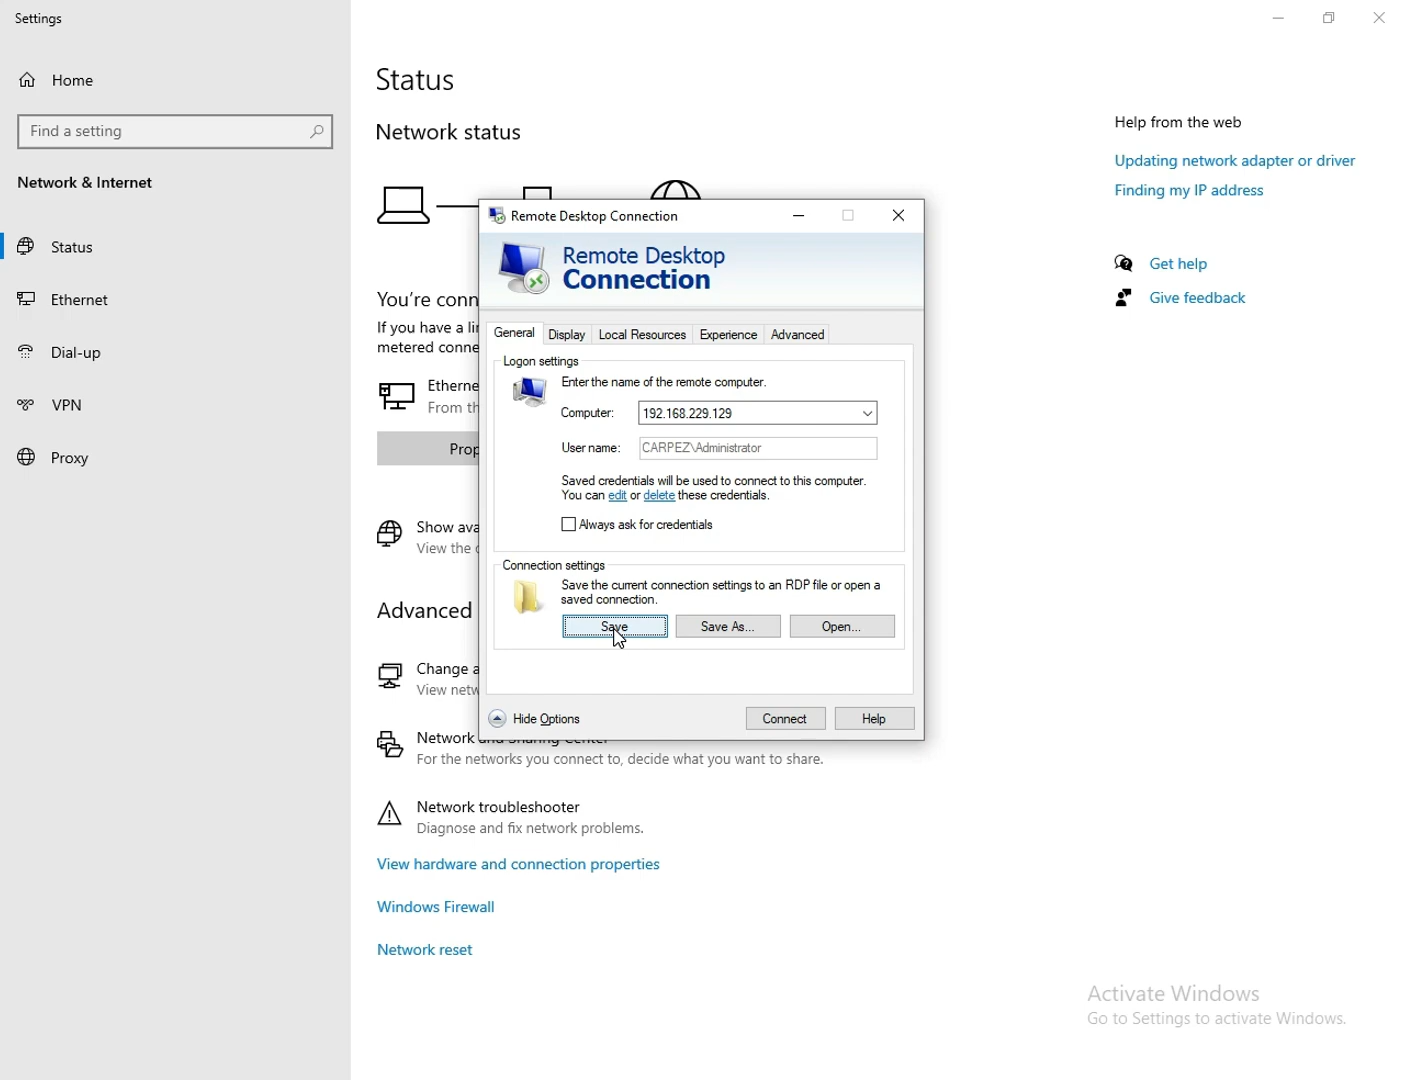 Settings
Home
Find a setting
Network & Internet
Status
Ethernet
Dial-up
VPN
Proxy
Status
Network status
You're conn
If you have a li
metered conne
Etherne
From th
Prop
Show ava
View the
Advanced
Change a
View netw
Network and Sharing Center
For the networks you connect to, decide what you want to share.
Network troubleshooter
Diagnose and fix network problems.
View hardware and connection properties
Windows Firewall
Network reset
Remote Desktop Connection
Remote Desktop
Connection
General Display Local Resources Experience Advanced
Logon settings
Enter the name of the remote computer.
Computer: 192.168.229.129
User name: CARPEZ\Administrator
Saved credentials will be used to connect to this computer.
You can edit or delete these credentials.
Always ask for credentials
Connection settings
Save the current connection settings to an RDP file or open a
saved connection.
Save Save As... Open...
Hide Options Connect Help
Help from the web
Updating network adapter or driver
Finding my IP address
Get help
Give feedback
Activate Windows
Go to Settings to activate Windows.